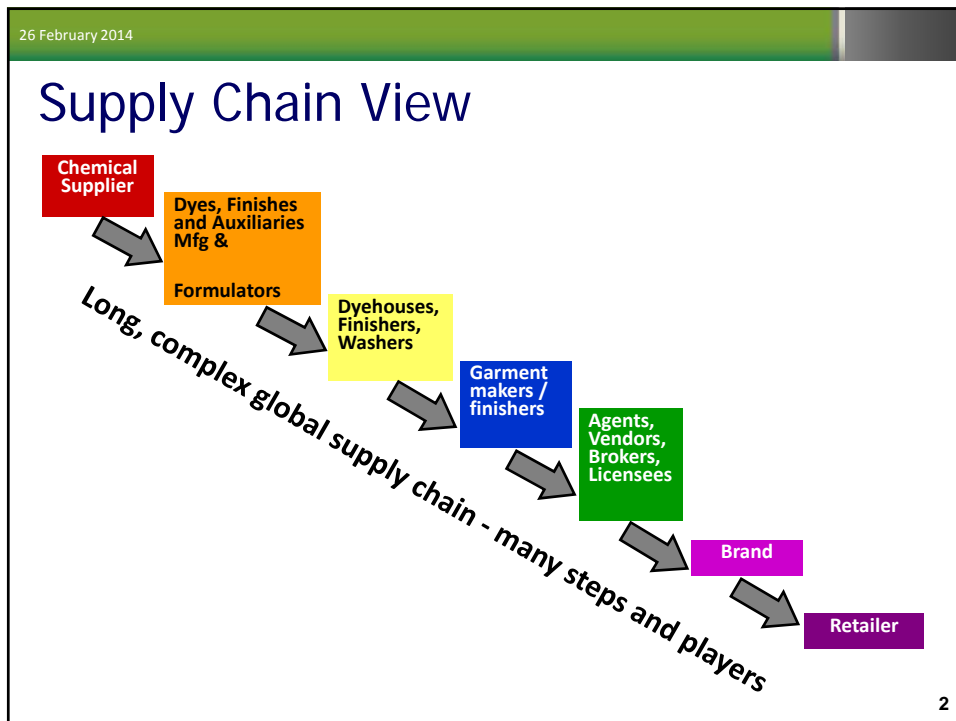 26 February 2014
Supply Chain View
Chemical
Supplier
Dyes, Finishes
and Auxiliaries
Mfg &
Formulators
Dyehouses,
Finishers,
Washers
Garment
makers /
finishers
Agents,
Vendors,
Brokers,
Licensees
Brand
Retailer
Long, complex global supply chain - many steps and players
2